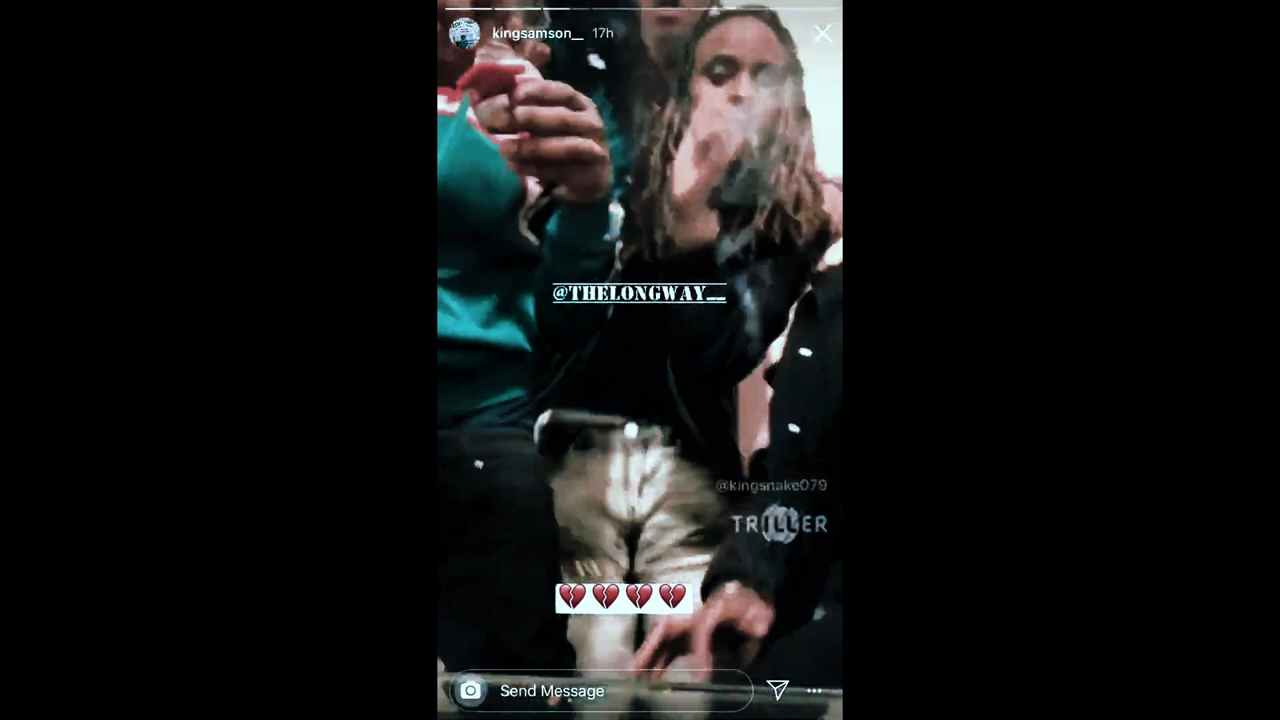 kingsamson__ 17h
@THELONGWAY__
@kingsnake079
TRILLER
💔 💔 💔 💔
Send Message